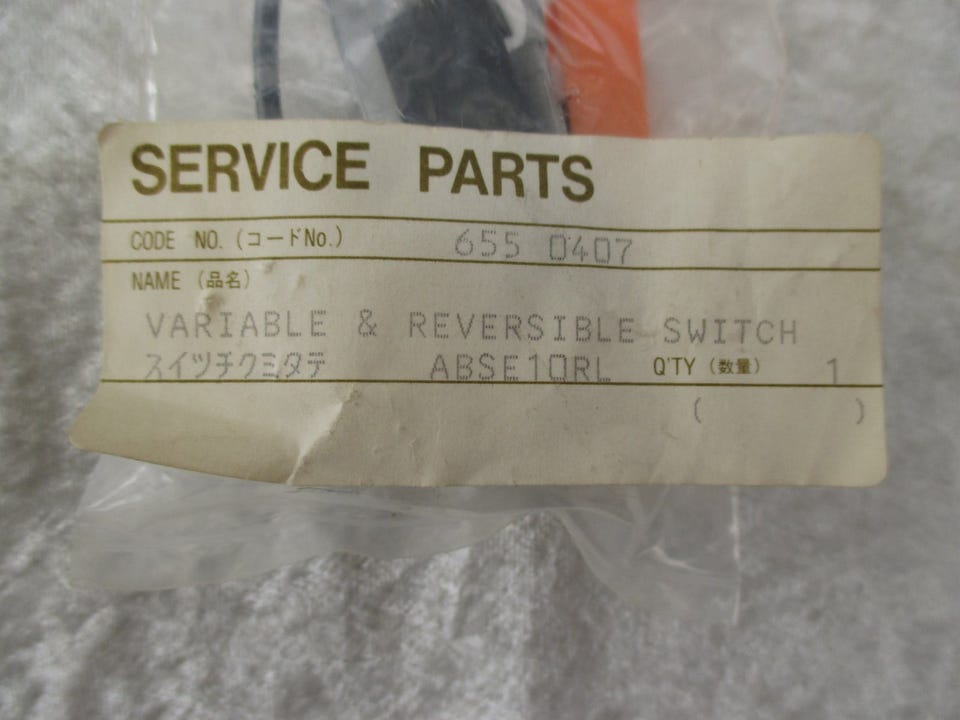 SERVICE PARTS
CODE NO. (コードNo.) 655 0407
NAME (品名)
VARIABLE & REVERSIBLE SWITCH
スイツチクミタテ ABSE10RL Q'TY (数量) 1
( )